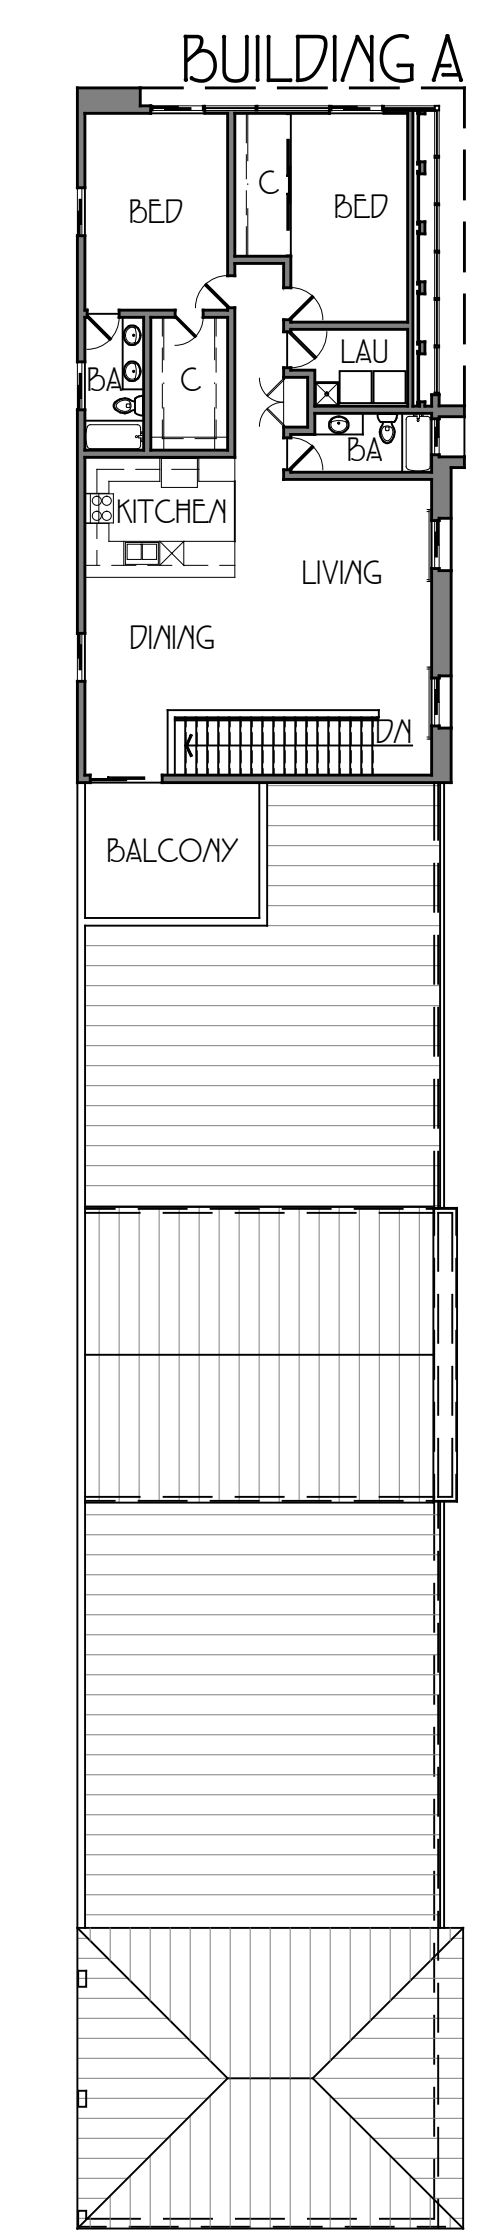 BUILDING A
C
BED
BED
LAU
BA
C
BA
KITCHEN
LIVING
DINING
DN
BALCONY